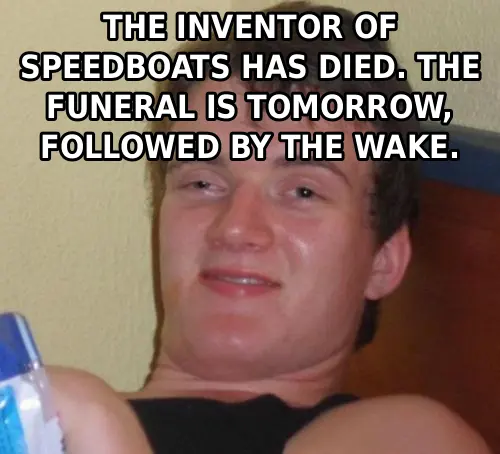 THE INVENTOR OF
SPEEDBOATS HAS DIED. THE
FUNERAL IS TOMORROW,
FOLLOWED BY THE WAKE.